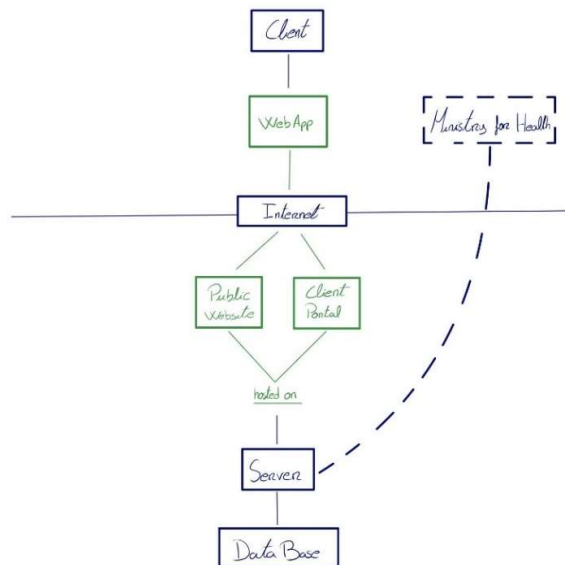 Client
WebApp
Ministry for Health
Internet
Public
Website
Client
Portal
hosted on
Server
Data Base